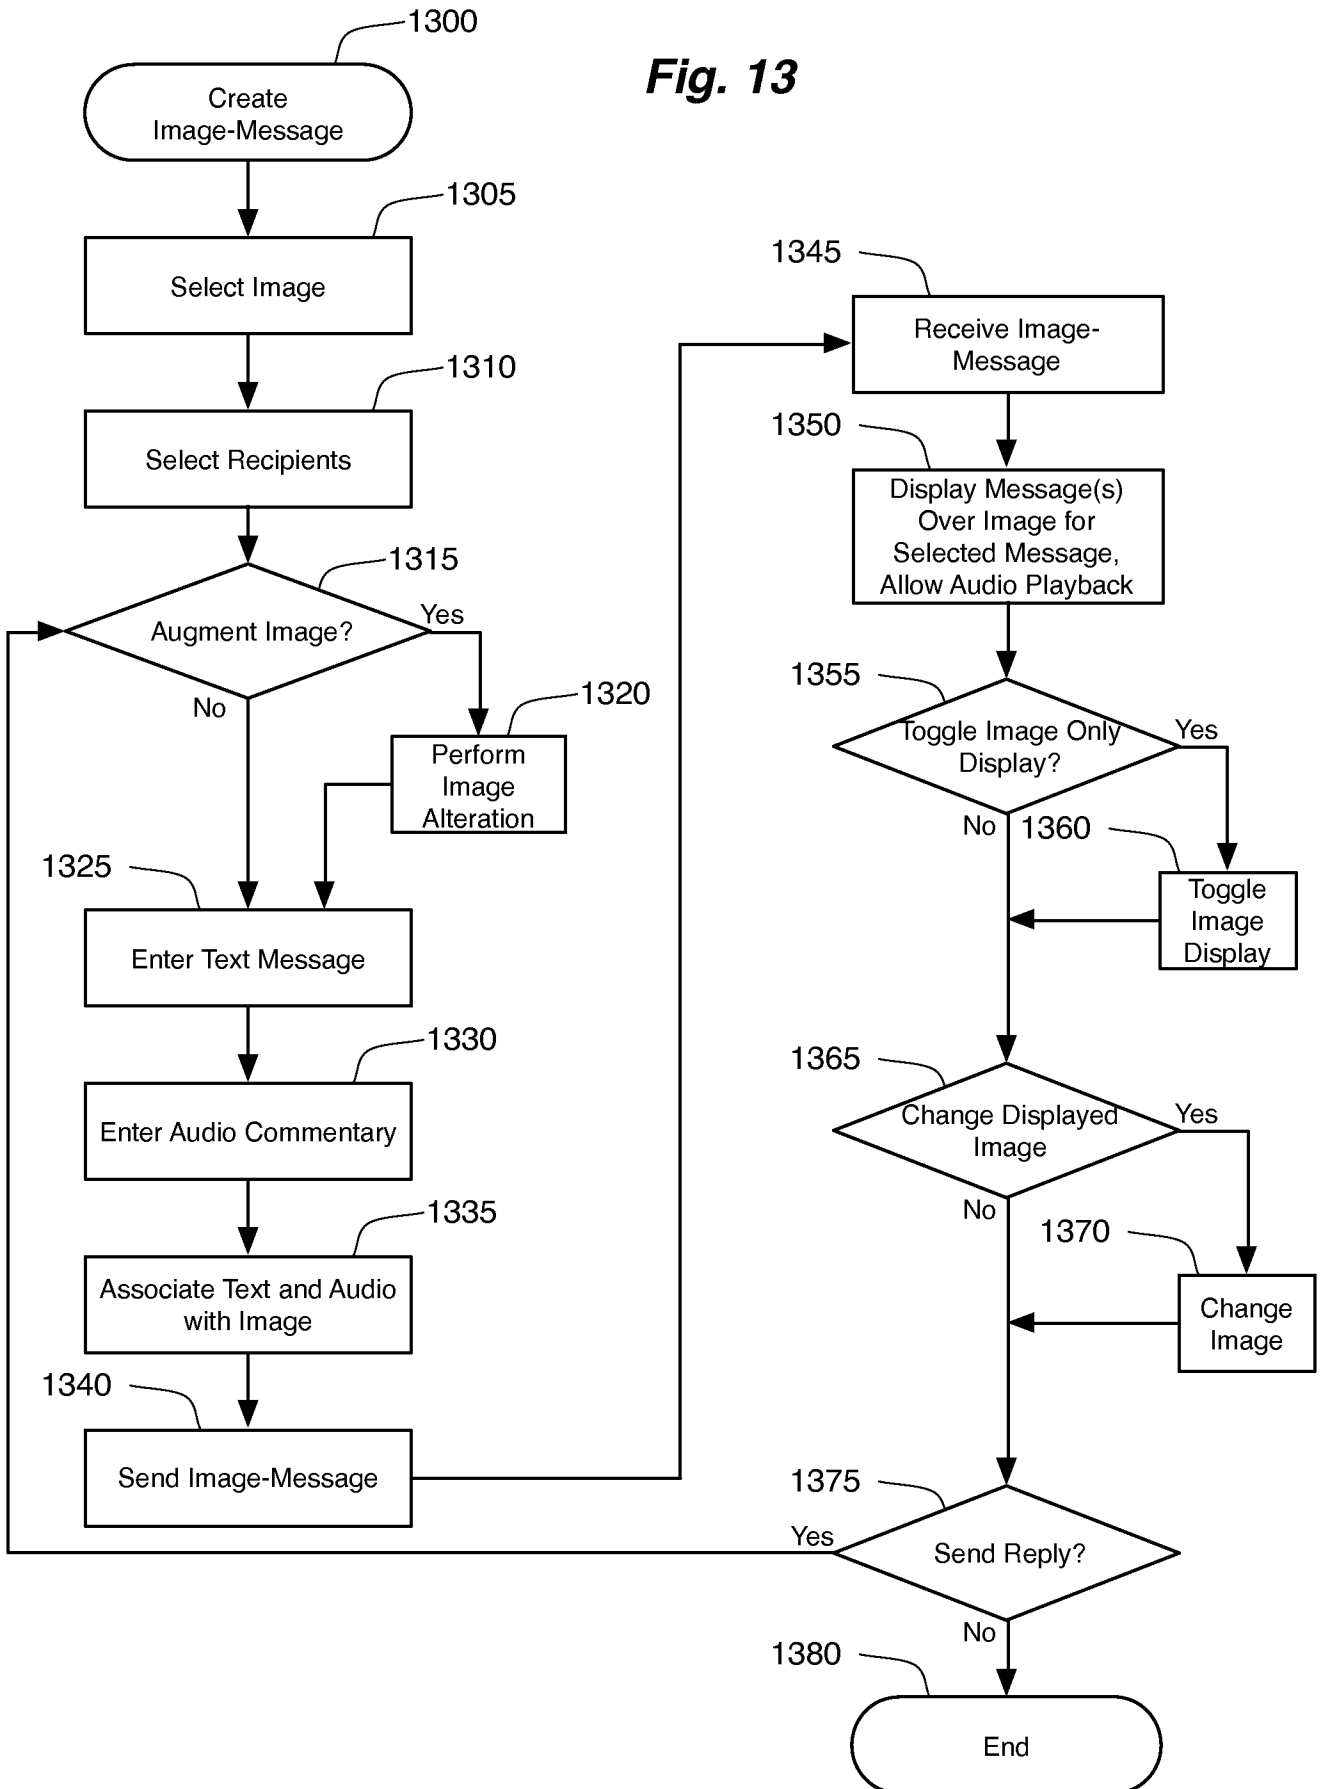 Fig. 13
1300
Create
Image-Message
1305
Select Image
1310
Select Recipients
1315
Augment Image?
Yes
No
1320
Perform
Image
Alteration
1325
Enter Text Message
1330
Enter Audio Commentary
1335
Associate Text and Audio
with Image
1340
Send Image-Message
1345
Receive Image-
Message
1350
Display Message(s)
Over Image for
Selected Message,
Allow Audio Playback
1355
Toggle Image Only
Display?
Yes
No
1360
Toggle
Image
Display
1365
Change Displayed
Image
Yes
No
1370
Change
Image
1375
Send Reply?
Yes
No
1380
End